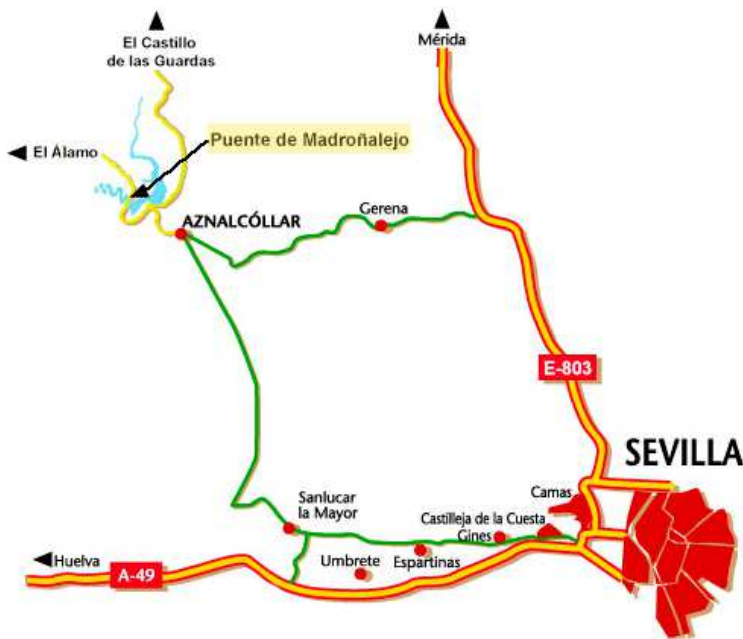 El Castillo
de las Guardas
Mérida
Puente de Madroñalejo
El Álamo
AZNALCÓLLAR
Gerena
E-803
SEVILLA
Camas
Sanlucar
la Mayor
Castilleja de la Cuesta
Gines
Huelva
A-49
Umbrete
Espartinas